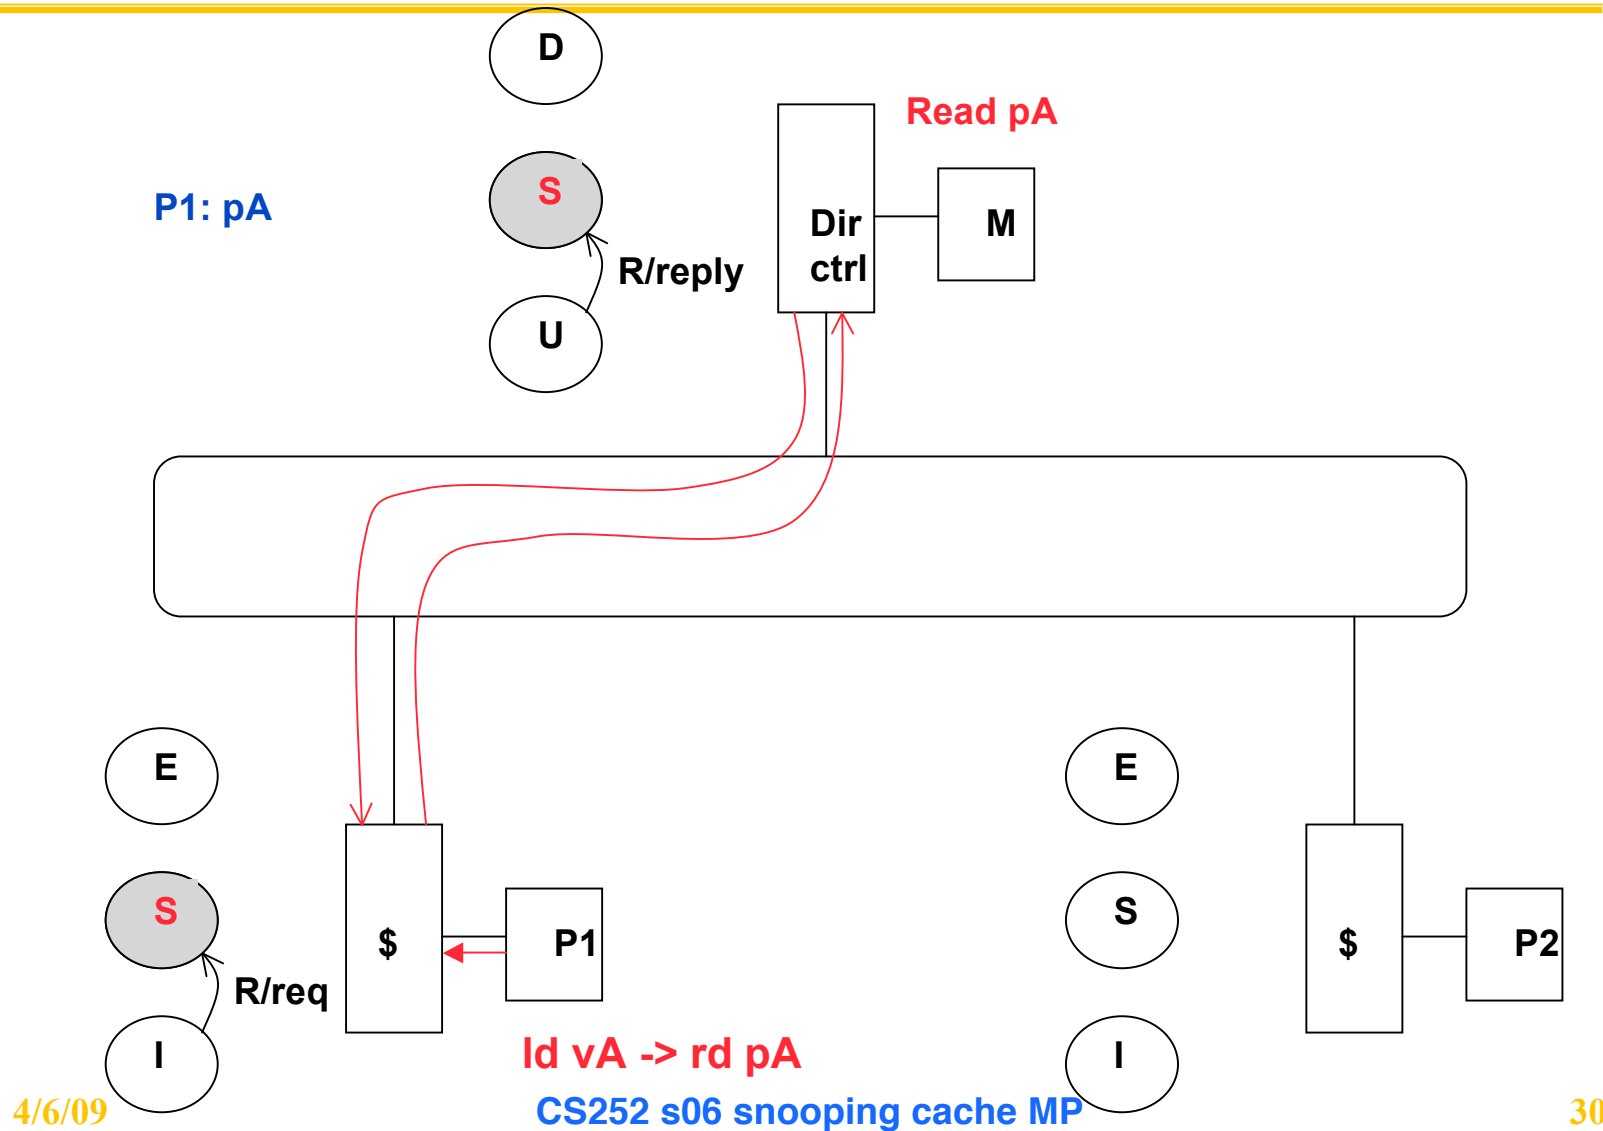 D
Read pA
S
P1: pA
Dir
ctrl
M
R/reply
U
E
E
S
S
$
P1
$
P2
R/req
ld vA -> rd pA
I
I
4/6/09
CS252 s06 snooping cache MP
30